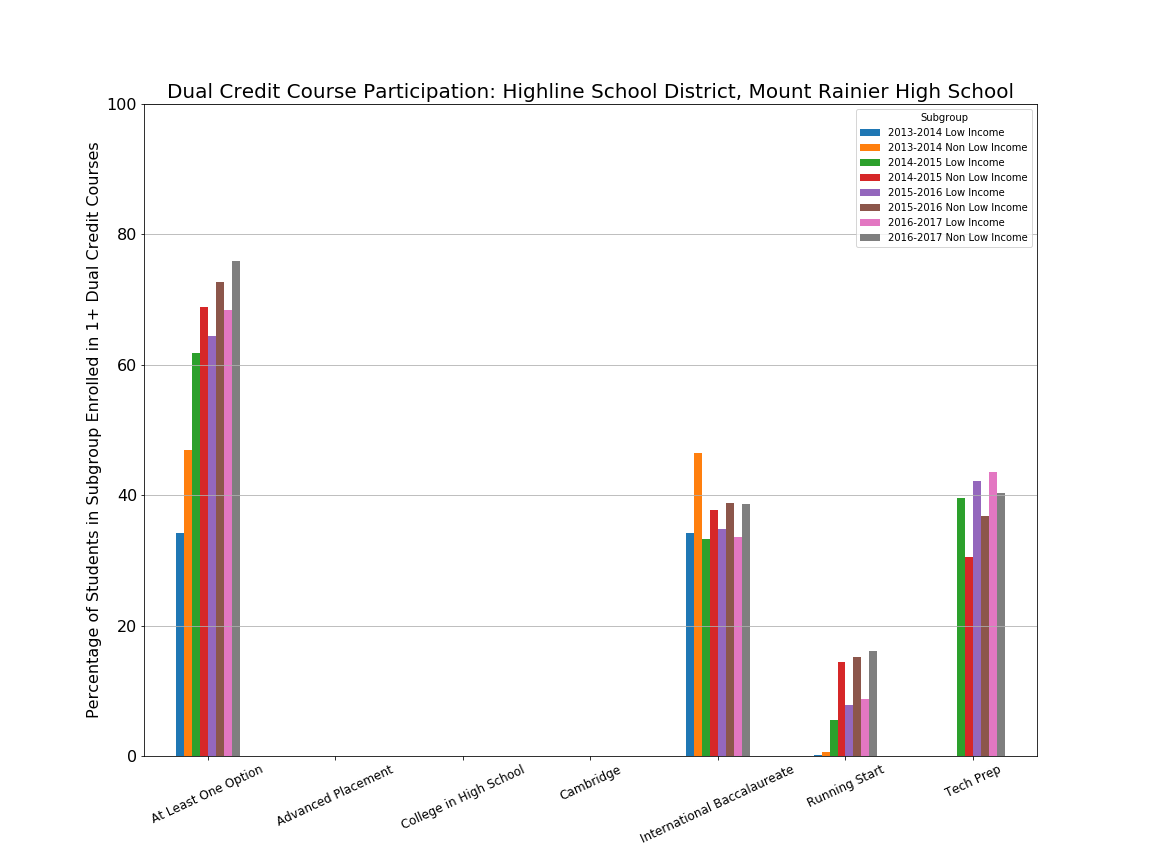 Dual Credit Course Participation: Highline School District, Mount Rainier High School
Percentage of Students in Subgroup Enrolled in 1+ Dual Credit Courses
100
80
60
40
20
0
Subgroup
2013-2014 Low Income
2013-2014 Non Low Income
2014-2015 Low Income
2014-2015 Non Low Income
2015-2016 Low Income
2015-2016 Non Low Income
2016-2017 Low Income
2016-2017 Non Low Income
At Least One Option
Advanced Placement
College in High School
Cambridge
International Baccalaureate
Running Start
Tech Prep